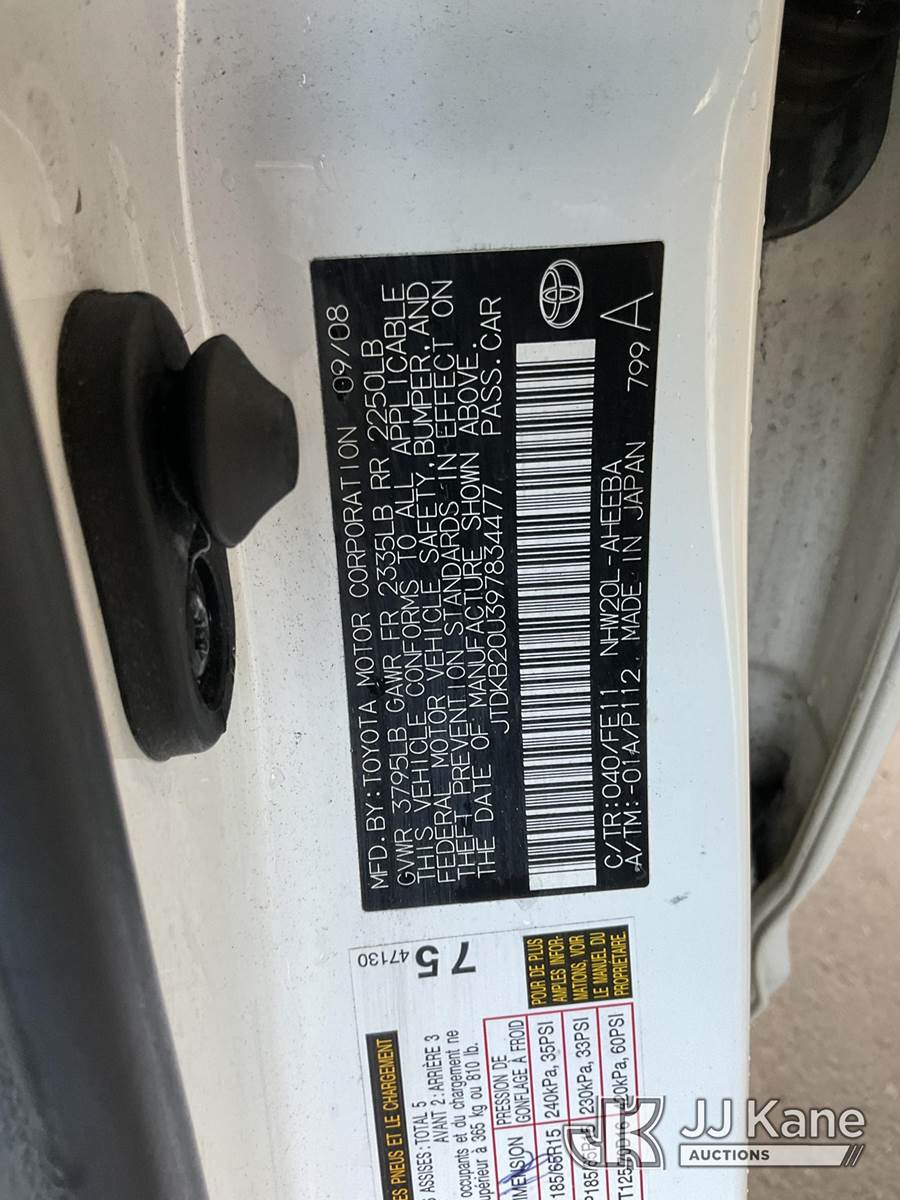 MFD.BY:TOYOTA MOTOR CORPORATION 09/08
GVWR 3795LB GAWR FR 2335LB RR 2250LB
THIS VEHICLE CONFORMS TO ALL APPLICABLE
FEDERAL MOTOR VEHICLE SAFETY,BUMPER,AND
THEFT PREVENTION STANDARDS IN EFFECT ON
THE DATE OF MANUFACTURE SHOWN ABOVE.
JTDKB20U397834477 PASS.CAR
C/TR:040/FE11 NHW20L-AHEEBA
A/TM:-01A/P112 MADE IN JAPAN 799 A
75
47130
PNEUS ET LE CHARGEMENT
ASSISES:TOTAL 5
AVANT 2:ARRIÈRE 3
occupants et du chargement ne
365 kg ou 810 lb.
PRESSION DE
GONFLAGE À FROID
240kPa, 35PSI
230kPa, 33PSI
60PSI
POUR DE PLUS
AMPLES INFOR-
MATIONS, VOIR
LE MANUEL DU
PROPRIÉTAIRE.
JJ Kane
AUCTIONS